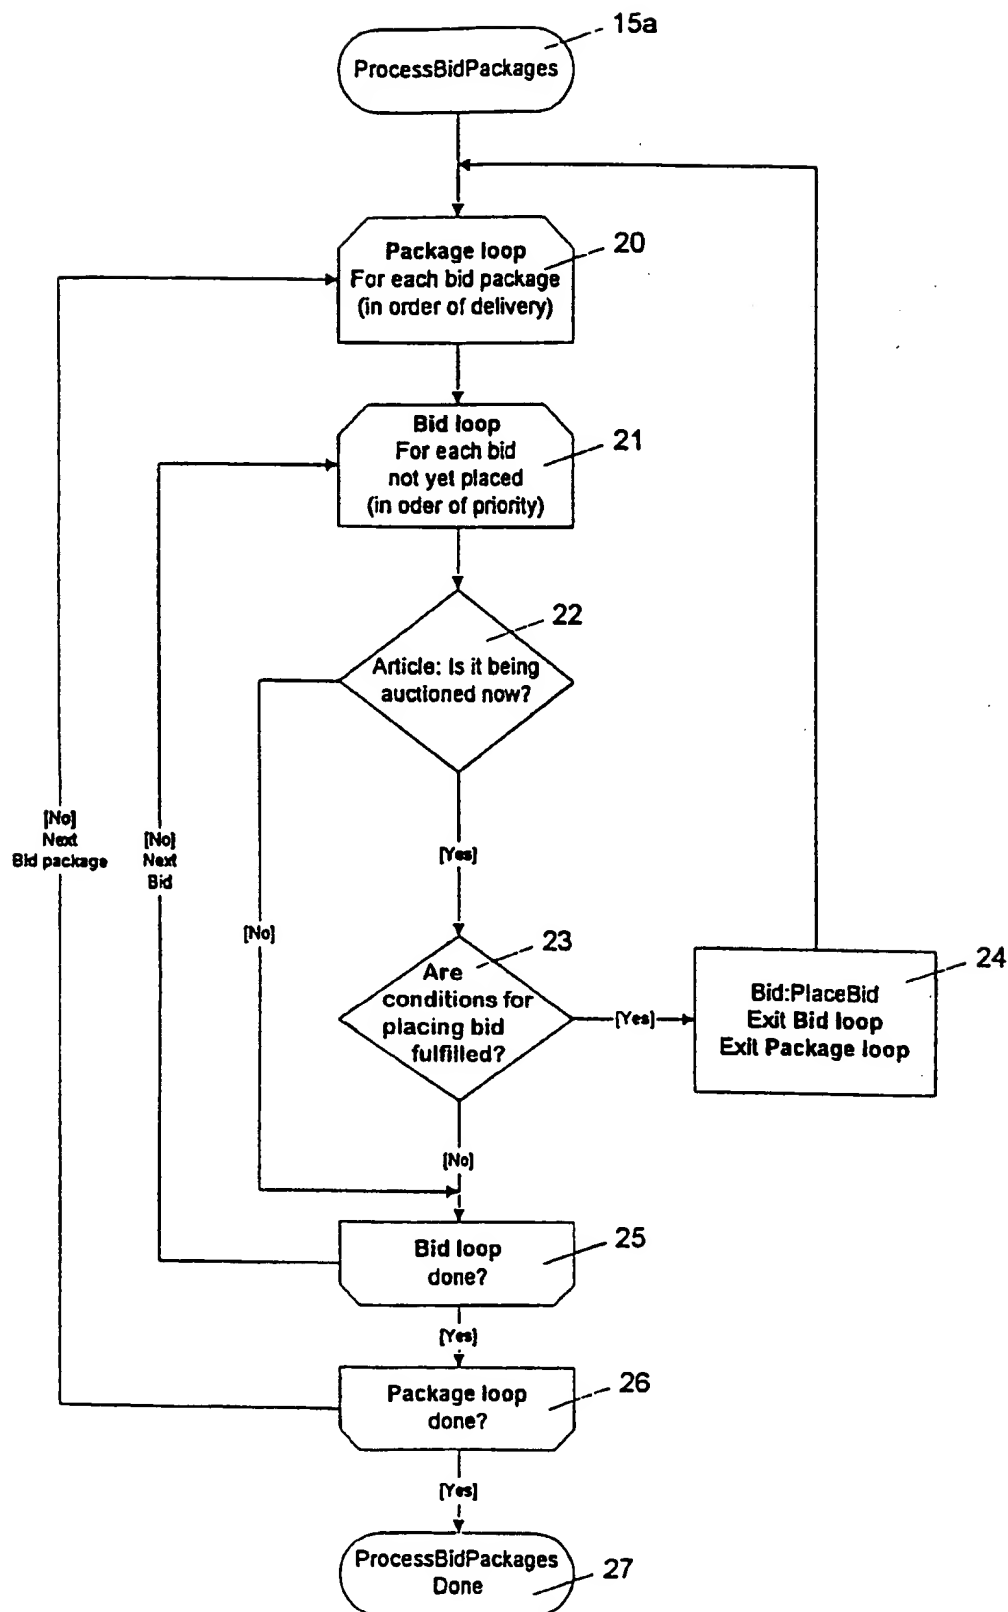 15a
ProcessBidPackages
20
Package loop
For each bid package
(in order of delivery)
21
Bid loop
For each bid
not yet placed
(in oder of priority)
22
Article: Is it being
auctioned now?
[No]
Next
Bid package
[No]
Next
Bid
[No]
[Yes]
23
Are
conditions for
placing bid
fulfilled?
[Yes]
24
Bid:PlaceBid
Exit Bid loop
Exit Package loop
[No]
25
Bid loop
done?
[Yes]
26
Package loop
done?
[Yes]
ProcessBidPackages
Done
27